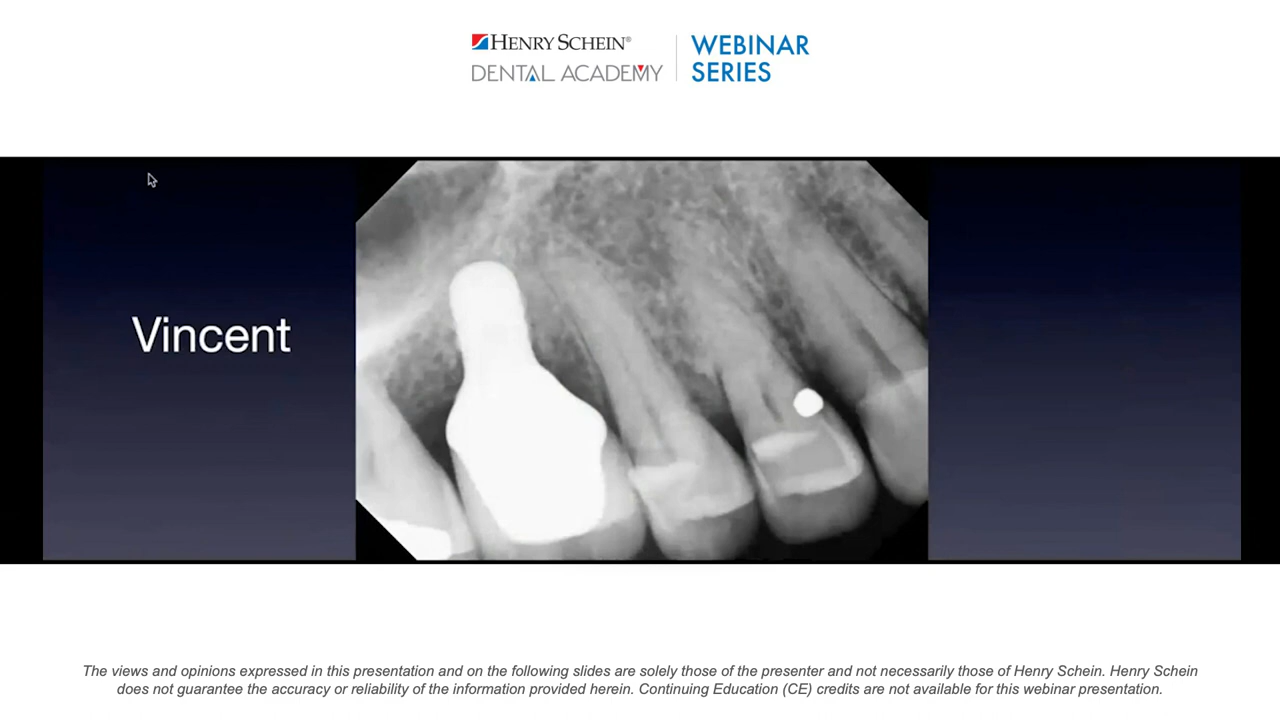 HENRY SCHEIN®
DENTAL ACADEMY
WEBINAR
SERIES
Vincent
The views and opinions expressed in this presentation and on the following slides are solely those of the presenter and not necessarily those of Henry Schein. Henry Schein
does not guarantee the accuracy or reliability of the information provided herein. Continuing Education (CE) credits are not available for this webinar presentation.